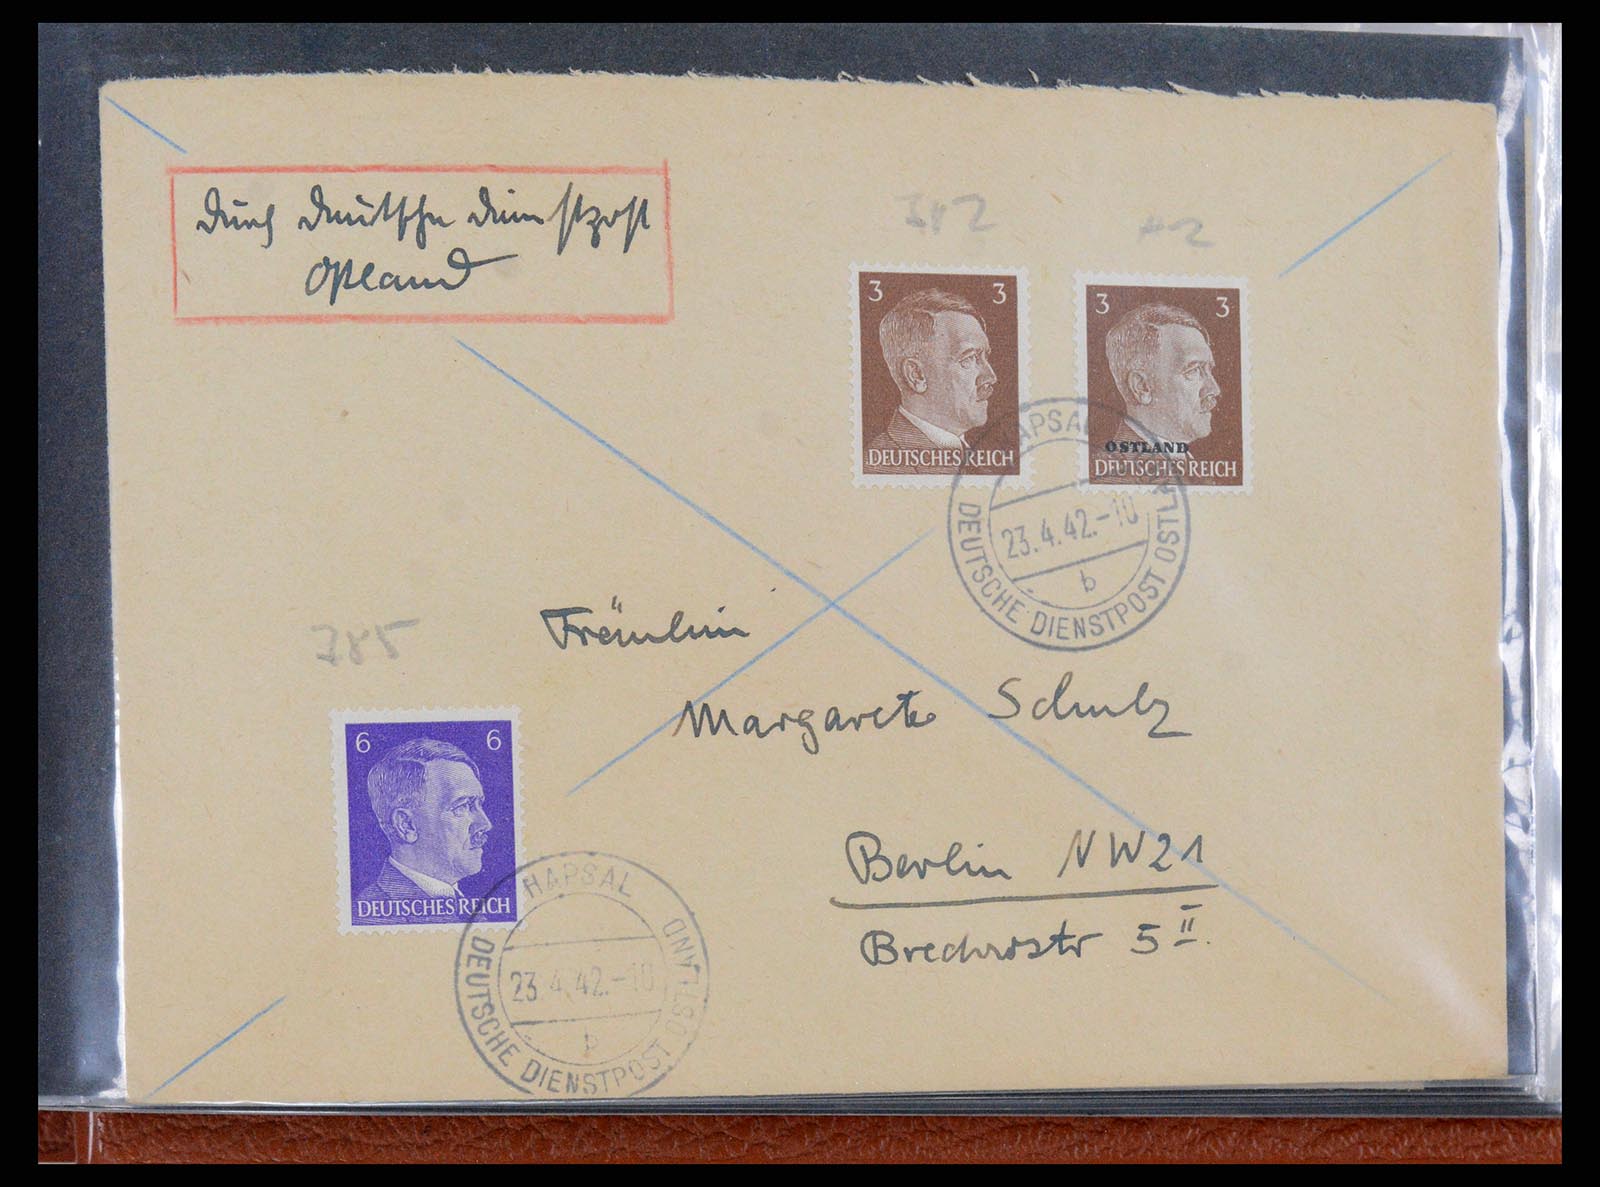 durch deutsche Dienstpost
Ostland
782
3 3
DEUTSCHES REICH
3 3
OSTLAND
DEUTSCHES REICH
HAPSAL
23.4.42.-10
b
DEUTSCHE DIENSTPOST OSTLAND
785
6 6
DEUTSCHES REICH
Fräulein
Margarete Schulz
Berlin NW21
5 II.
HAPSAL
23.4.42.-10
b
DEUTSCHE DIENSTPOST OSTLAND